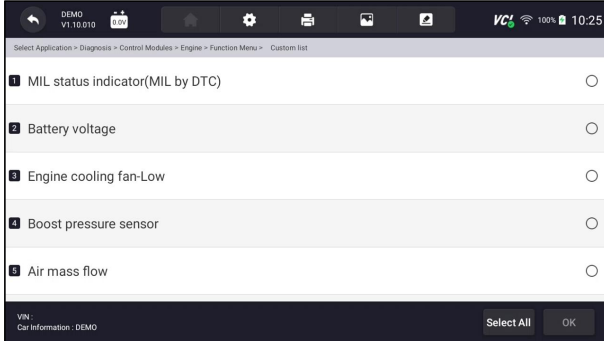 DEMO
V1.10.010
0.0V
VCI
100%
10:25
Select Application > Diagnosis > Control Modules > Engine > Function Menu > Custom list
1 MIL status indicator(MIL by DTC)
2 Battery voltage
3 Engine cooling fan-Low
4 Boost pressure sensor
5 Air mass flow
VIN :
Car Information : DEMO
Select All
OK